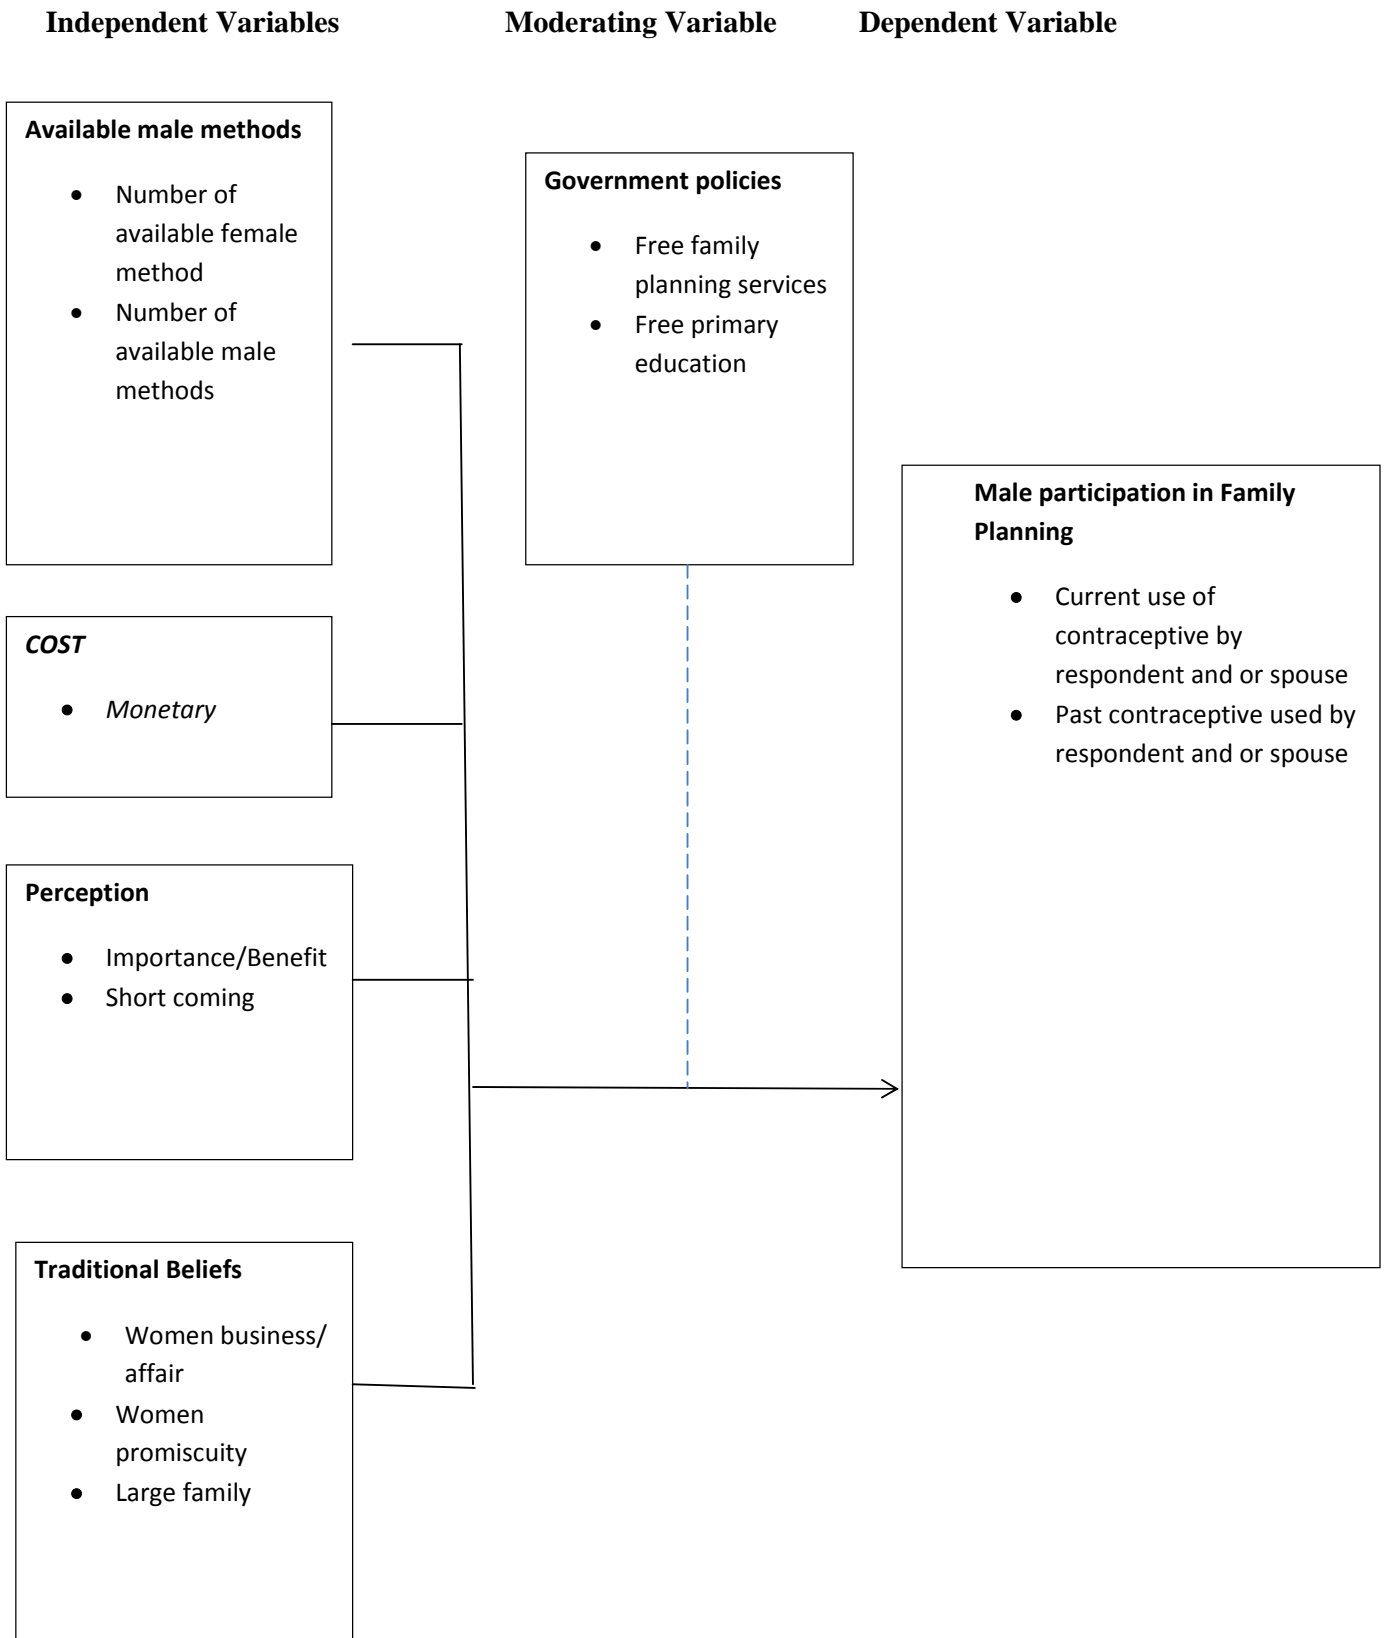 Independent Variables
Moderating Variable
Dependent Variable
Available male methods
• Number of
available female
method
• Number of
available male
methods
COST
• Monetary
Perception
• Importance/Benefit
• Short coming
Traditional Beliefs
• Women business/
affair
• Women
promiscuity
• Large family
Government policies
• Free family
planning services
• Free primary
education
Male participation in Family
Planning
• Current use of
contraceptive by
respondent and or spouse
• Past contraceptive used by
respondent and or spouse